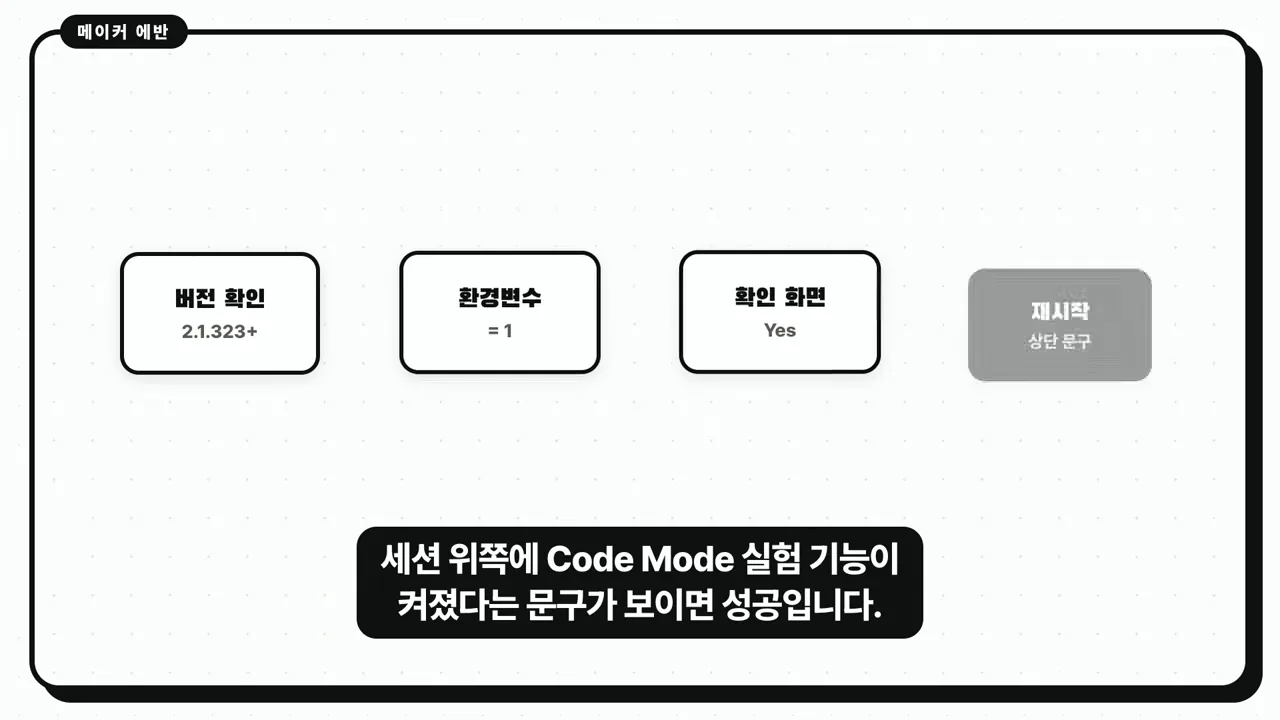 메이커 에반
버전 확인
2.1.323+
환경변수
= 1
확인 화면
Yes
재시작
상단 문구
세션 위쪽에 Code Mode 실험 기능이
켜졌다는 문구가 보이면 성공입니다.